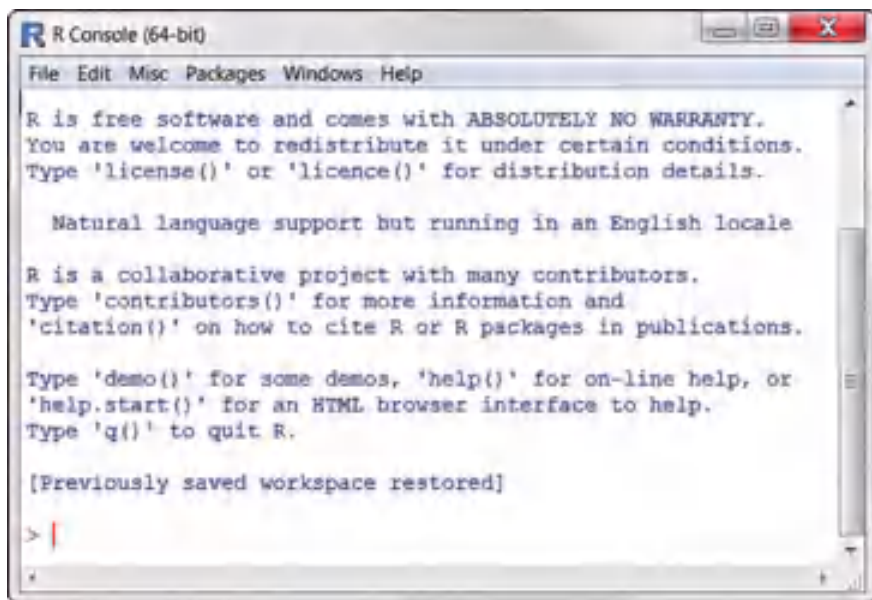 R Console (64-bit)
File Edit Misc Packages Windows Help
R is free software and comes with ABSOLUTELY NO WARRANTY.
You are welcome to redistribute it under certain conditions.
Type 'license()' or 'licence()' for distribution details.
Natural language support but running in an English locale
R is a collaborative project with many contributors.
Type 'contributors()' for more information and
'citation()' on how to cite R or R packages in publications.
Type 'demo()' for some demos, 'help()' for on-line help, or
'help.start()' for an HTML browser interface to help.
Type 'q()' to quit R.
[Previously saved workspace restored]
>